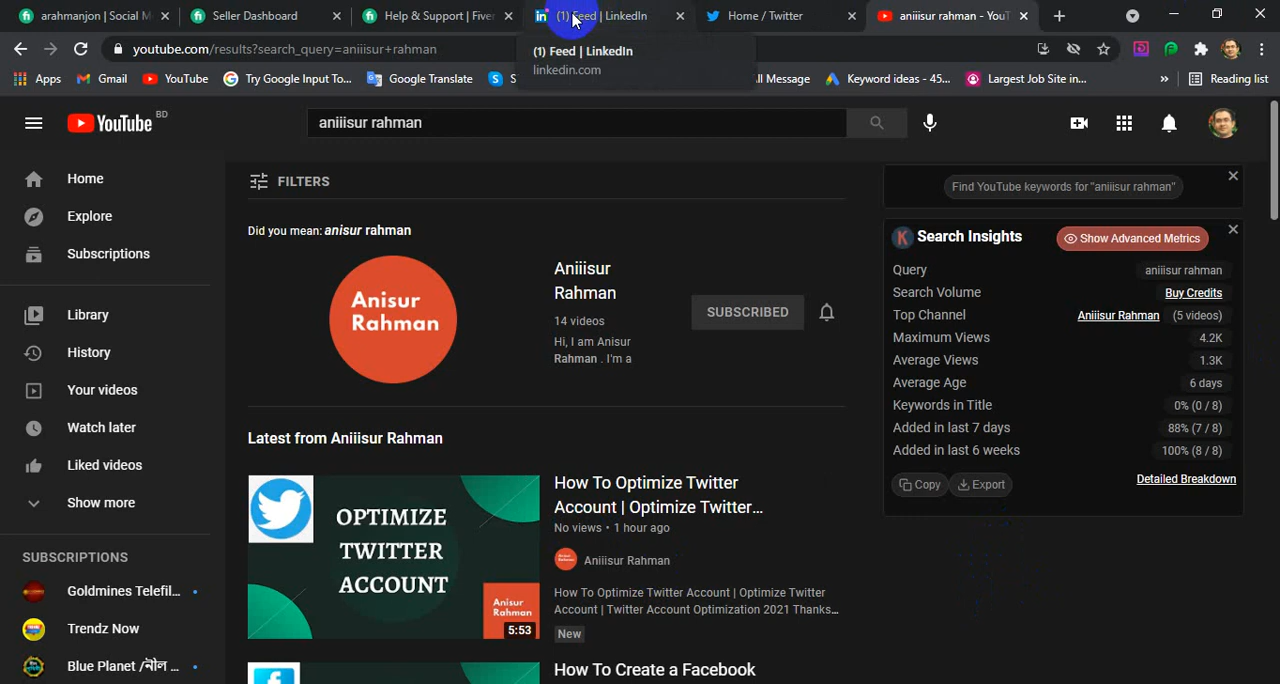 arahmanjon | Social M
Seller Dashboard
Help & Support | Fiver
(1) Feed | LinkedIn
Home / Twitter
aniiisur rahman - YouT
youtube.com/results?search_query=aniiisur+rahman
(1) Feed | LinkedIn
linkedin.com
Apps
Gmail
YouTube
Try Google Input To...
Google Translate
S
all Message
Keyword ideas - 45...
Largest Job Site in...
»
Reading list
YouTube BD
aniiisur rahman
Home
Explore
Subscriptions
Library
History
Your videos
Watch later
Liked videos
Show more
SUBSCRIPTIONS
Goldmines Telefil...
Trendz Now
Blue Planet /নীল ...
FILTERS
Did you mean: anisur rahman
Anisur
Rahman
Aniiisur
Rahman
14 videos
Hi, I am Anisur
Rahman . I'm a
SUBSCRIBED
Latest from Aniiisur Rahman
OPTIMIZE
TWITTER
ACCOUNT
Anisur
Rahman
5:53
How To Optimize Twitter
Account | Optimize Twitter...
No views • 1 hour ago
Aniiisur Rahman
How To Optimize Twitter Account | Optimize Twitter
Account | Twitter Account Optimization 2021 Thanks...
New
How To Create a Facebook
Find YouTube keywords for "aniiisur rahman"
K Search Insights
Show Advanced Metrics
Query aniiisur rahman
Search Volume Buy Credits
Top Channel Aniiisur Rahman (5 videos)
Maximum Views 4.2K
Average Views 1.3K
Average Age 6 days
Keywords in Title 0% (0 / 8)
Added in last 7 days 88% (7 / 8)
Added in last 6 weeks 100% (8 / 8)
Copy
Export
Detailed Breakdown